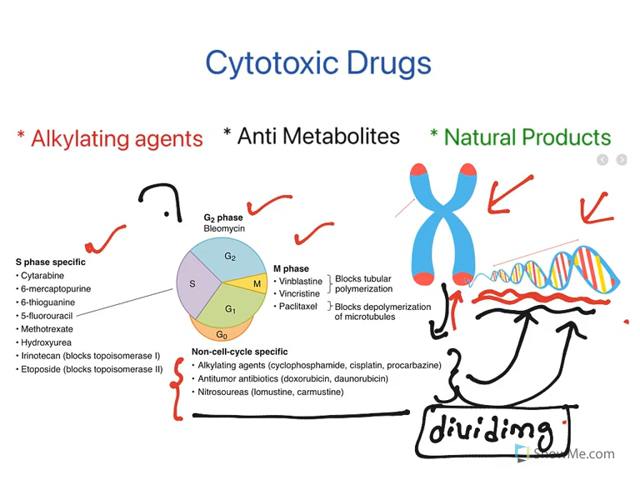 Cytotoxic Drugs
* Alkylating agents * Anti Metabolites * Natural Products
?
G2 phase
Bleomycin
S phase specific
• Cytarabine
• 6-mercaptopurine
• 6-thioguanine
• 5-fluorouracil
• Methotrexate
• Hydroxyurea
• Irinotecan (blocks topoisomerase I)
• Etoposide (blocks topoisomerase II)
G2
S
M
G1
G0
M phase
• Vinblastine
• Vincristine
• Paclitaxel
Blocks tubular
polymerization
Blocks depolymerization
of microtubules
Non-cell-cycle specific
• Alkylating agents (cyclophosphamide, cisplatin, procarbazine)
• Antitumor antibiotics (doxorubicin, daunorubicin)
• Nitrosoureas (lomustine, carmustine)
dividimg
ShowMe.com